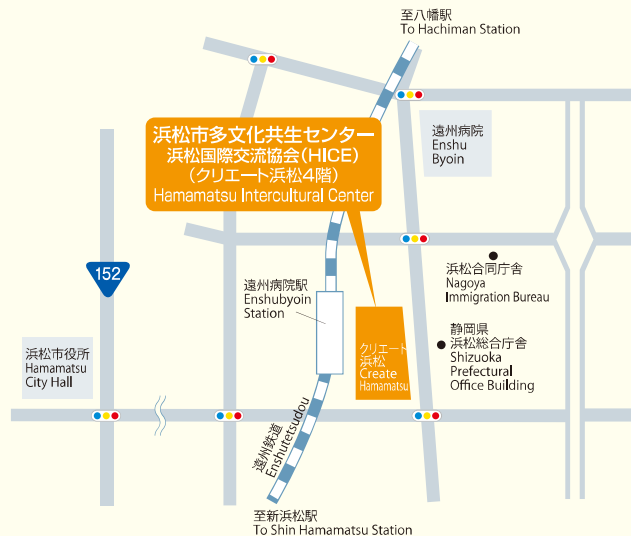 至八幡駅
To Hachiman Station
浜松市多文化共生センター
浜松国際交流協会(HICE)
(クリエート浜松4階)
Hamamatsu Intercultural Center
遠州病院
Enshu
Byoin
152
遠州病院駅
Enshubyoin
Station
浜松合同庁舎
Nagoya
Immigration Bureau
浜松市役所
Hamamatsu
City Hall
クリエート
浜松
Create
Hamamatsu
静岡県
浜松総合庁舎
Shizuoka
Prefectural
Office Building
遠州鉄道
Enshutetsudou
至新浜松駅
To Shin Hamamatsu Station